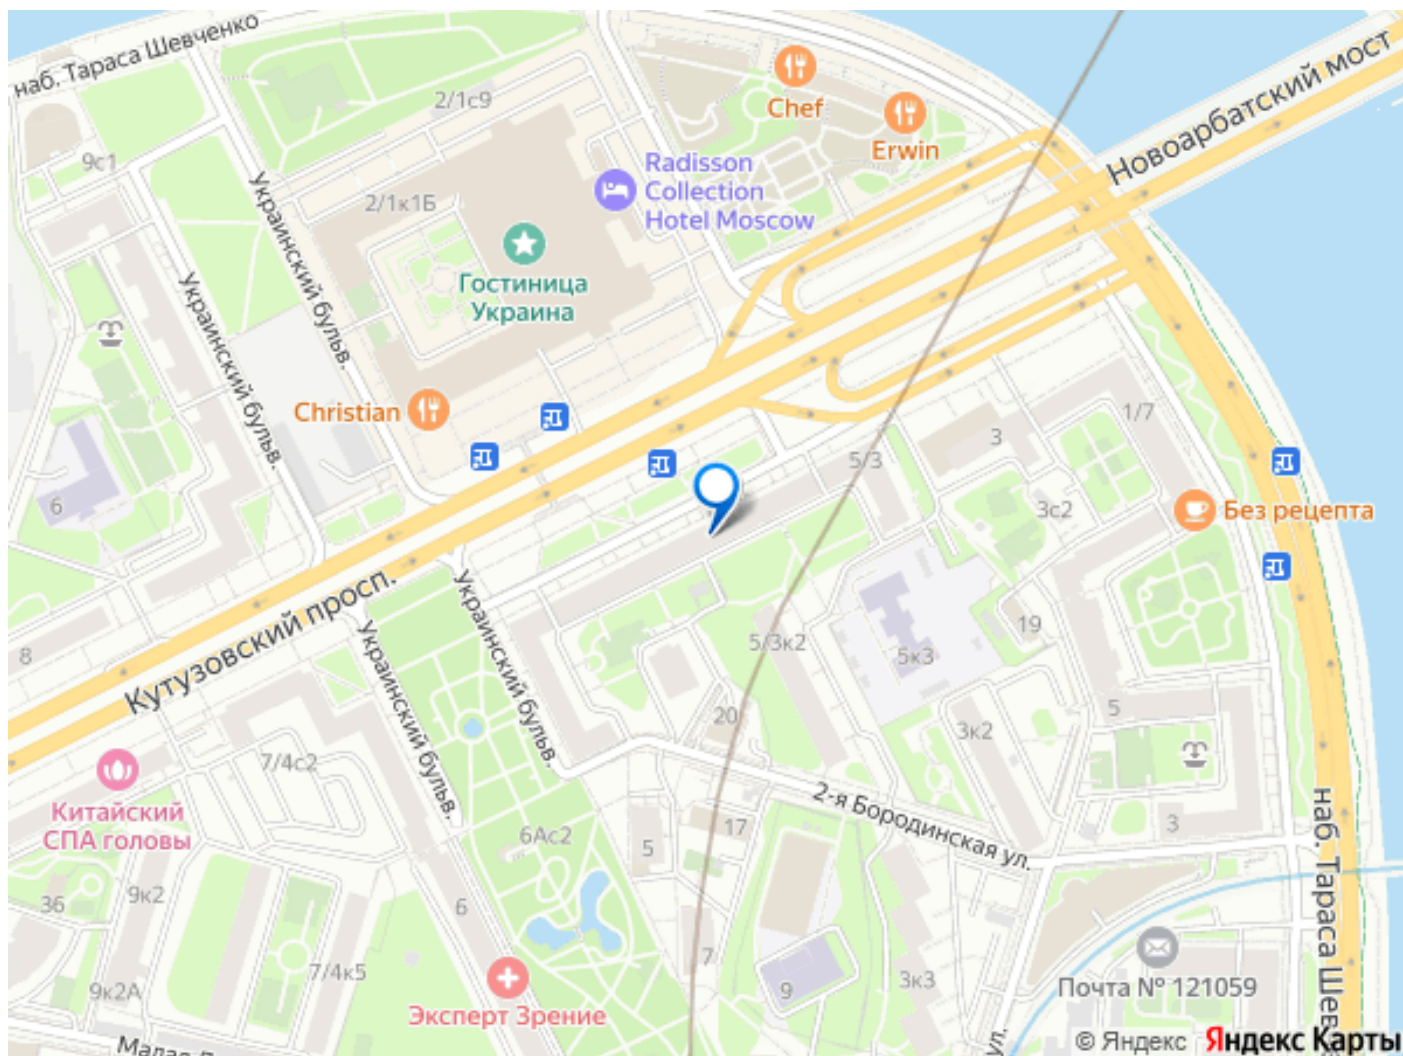 наб. Тараса Шевченко
Новоарбатский мост
Chef
2/1с9
Erwin
9с1
Radisson
Collection
Hotel Moscow
Украинский бульв.
2/1к1Б
Гостиница
Украина
Украинский бульв.
Christian
1/7
3
5/3
6
3с2
Без рецепта
Кутузовский просп.
Украинский бульв.
Украинский бульв.
19
5/3к2
5к3
8
5
20
3к2
7/4с2
Китайский
СПА головы
2-я Бородинская ул.
наб. Тараса Шев
17
3
6Ас2
5
9к2
36
6
7
7/4к5
3к3
9к2А
9
Почта № 121059
Эксперт Зрение
ул.
© Яндекс
Яндекс Карты